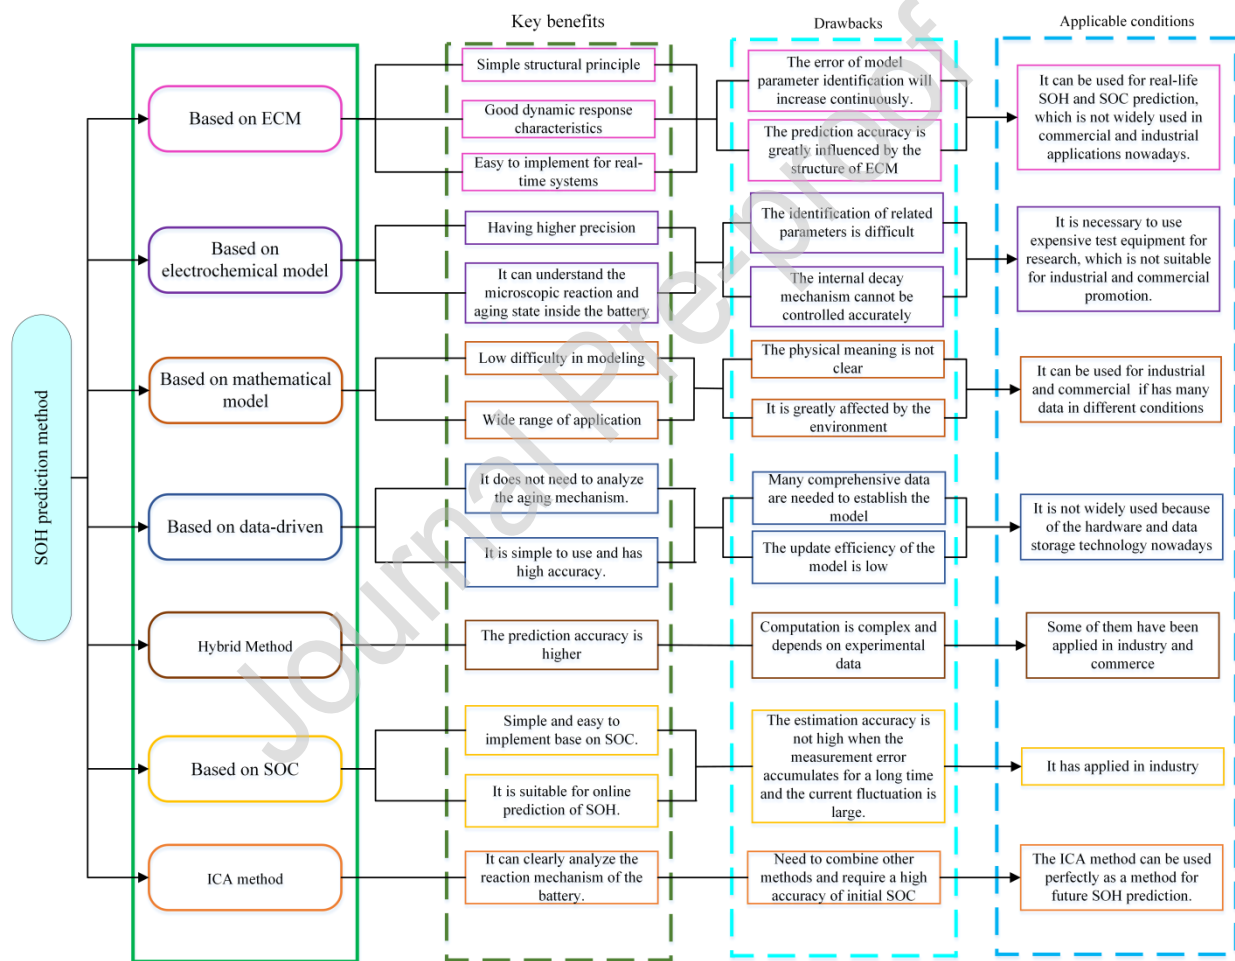 Key benefits
Drawbacks
Applicable conditions
SOH prediction method
Based on ECM
Simple structural principle
Good dynamic response
characteristics
Easy to implement for real-
time systems
The error of model
parameter identification will
increase continuously.
The prediction accuracy is
greatly influenced by the
structure of ECM
It can be used for real-life
SOH and SOC prediction,
which is not widely used in
commercial and industrial
applications nowadays.
Based on
electrochemical model
Having higher precision
It can understand the
microscopic reaction and
aging state inside the battery
The identification of related
parameters is difficult
The internal decay
mechanism cannot be
controlled accurately
It is necessary to use
expensive test equipment for
research, which is not suitable
for industrial and commercial
promotion.
Based on mathematical
model
Low difficulty in modeling
Wide range of application
The physical meaning is not
clear
It is greatly affected by the
environment
It can be used for industrial
and commercial if has many
data in different conditions
Based on data-driven
It does not need to analyze
the aging mechanism.
It is simple to use and has
high accuracy.
Many comprehensive data
are needed to establish the
model
The update efficiency of the
model is low
It is not widely used because
of the hardware and data
storage technology nowadays
Hybrid Method
The prediction accuracy is
higher
Computation is complex and
depends on experimental
data
Some of them have been
applied in industry and
commerce
Based on SOC
Simple and easy to
implement base on SOC.
It is suitable for online
prediction of SOH.
The estimation accuracy is
not high when the
measurement error
accumulates for a long time
and the current fluctuation is
large.
It has applied in industry
ICA method
It can clearly analyze the
reaction mechanism of the
battery.
Need to combine other
methods and require a high
accuracy of initial SOC
The ICA method can be used
perfectly as a method for
future SOH prediction.
Journal Pre-proof